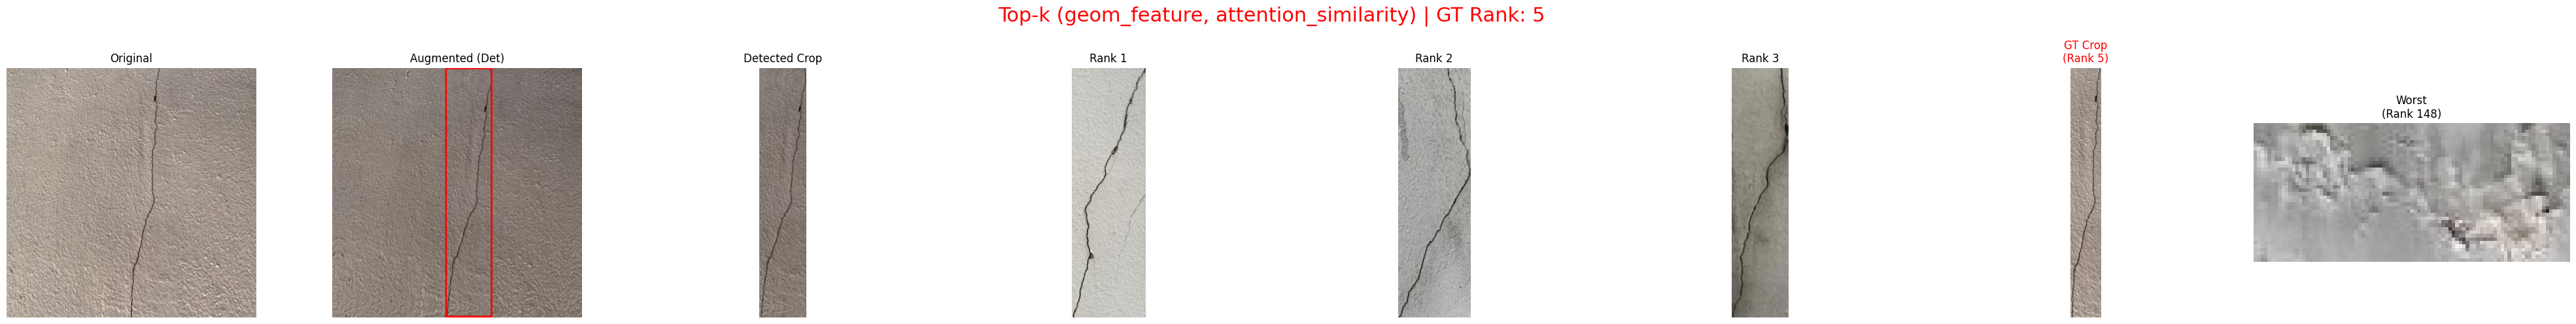 Top-k (geom_feature, attention_similarity) | GT Rank: 5
Original
Augmented (Det)
Detected Crop
Rank 1
Rank 2
Rank 3
GT Crop
(Rank 5)
Worst
(Rank 148)